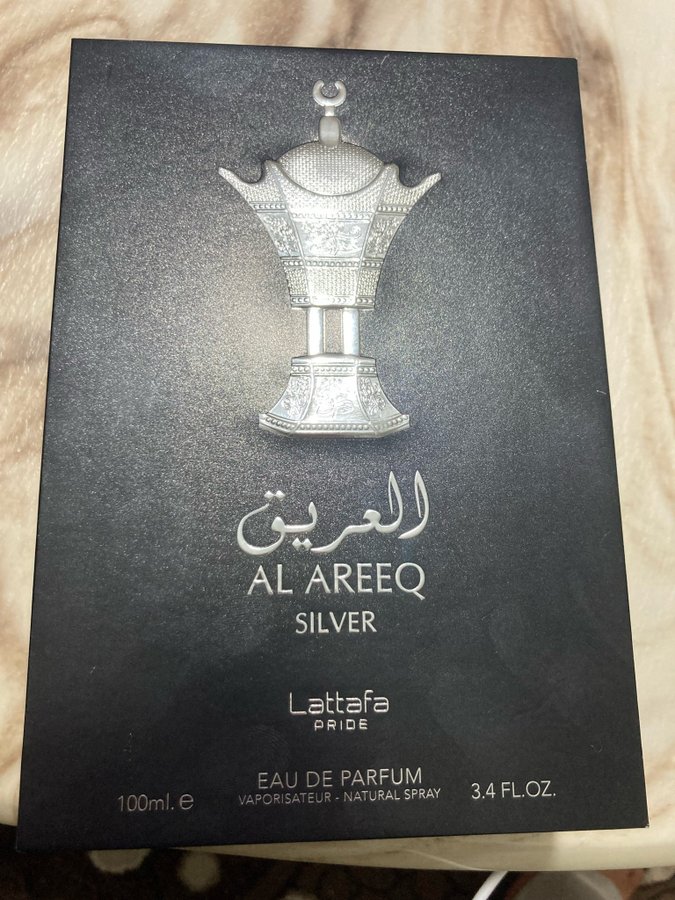 العريق
AL AREEQ
SILVER
Lattafa
PRIDE
EAU DE PARFUM
VAPORISATEUR - NATURAL SPRAY
100ml. e
3.4 FL.OZ.